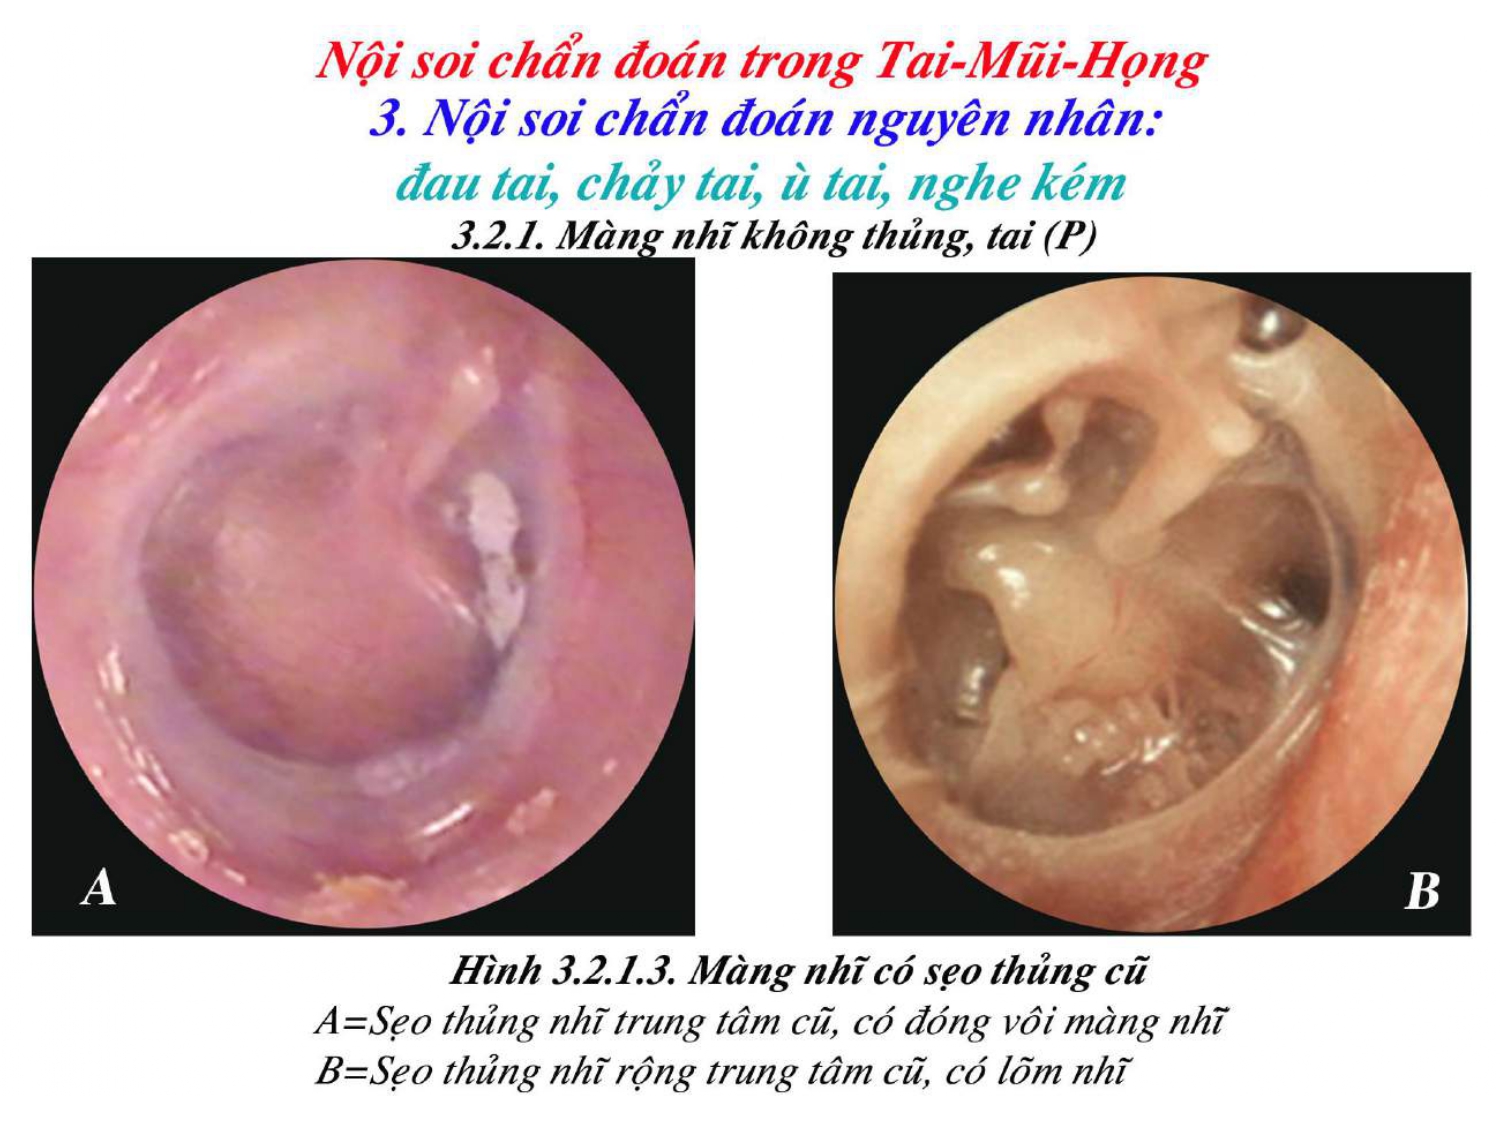 Nội soi chẩn đoán trong Tai-Mũi-Họng
3. Nội soi chẩn đoán nguyên nhân:
đau tai, chảy tai, ù tai, nghe kém
3.2.1. Màng nhĩ không thủng, tai (P)
A
B
Hình 3.2.1.3. Màng nhĩ có sẹo thủng cũ
A=Sẹo thủng nhĩ trung tâm cũ, có đóng vôi màng nhĩ
B=Sẹo thủng nhĩ rộng trung tâm cũ, có lõm nhĩ